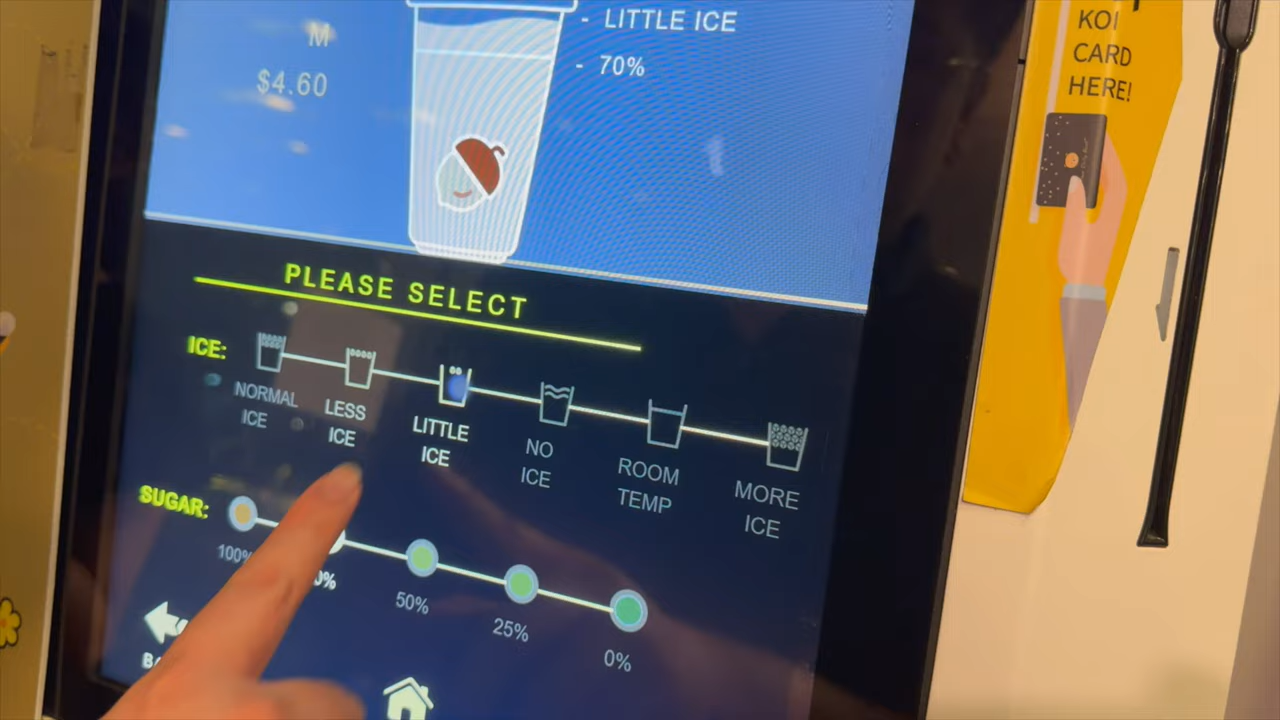 M
$4.60
- LITTLE ICE
- 70%
KOI
CARD
HERE!
PLEASE SELECT
ICE:
NORMAL
ICE
LESS
ICE
LITTLE
ICE
NO
ICE
ROOM
TEMP
MORE
ICE
SUGAR:
100%
0%
50%
25%
0%